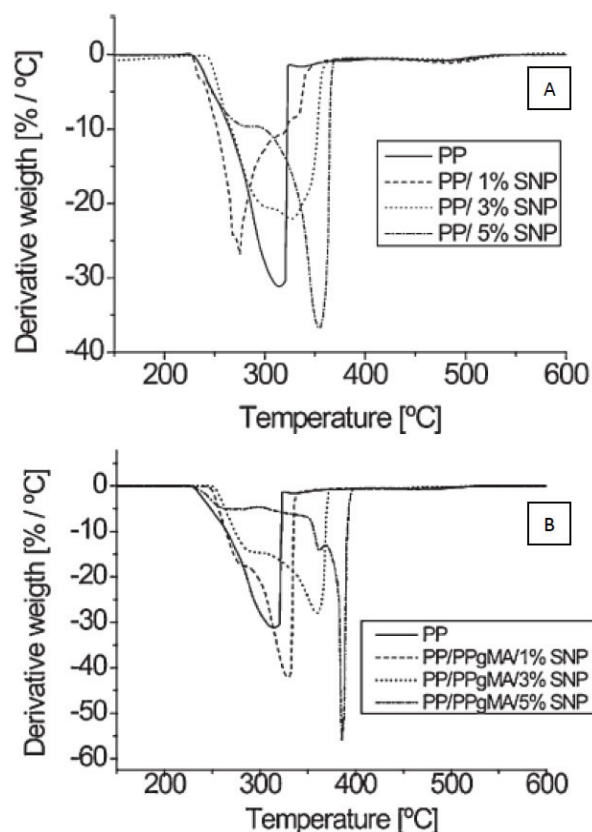 0
-10
-20
-30
-40
Derivative weigth [% / ºC]
A
PP
PP/ 1% SNP
PP/ 3% SNP
PP/ 5% SNP
200 300 400 500 600
Temperature [ºC]
0
-10
-20
-30
-40
-50
-60
Derivative weigth [% / ºC]
B
PP
PP/PPgMA/1% SNP
PP/PPgMA/3% SNP
PP/PPgMA/5% SNP
200 300 400 500 600
Temperature [ºC]